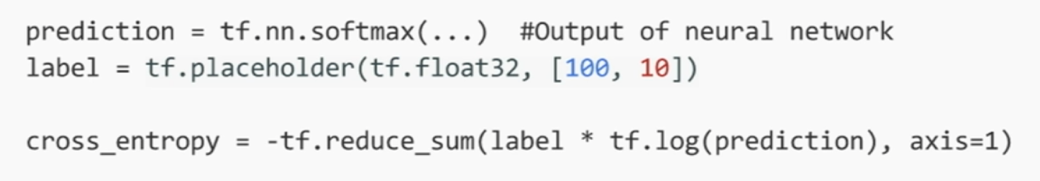 prediction = tf.nn.softmax(...)  #Output of neural network
label = tf.placeholder(tf.float32, [100, 10])
cross_entropy = -tf.reduce_sum(label * tf.log(prediction), axis=1)